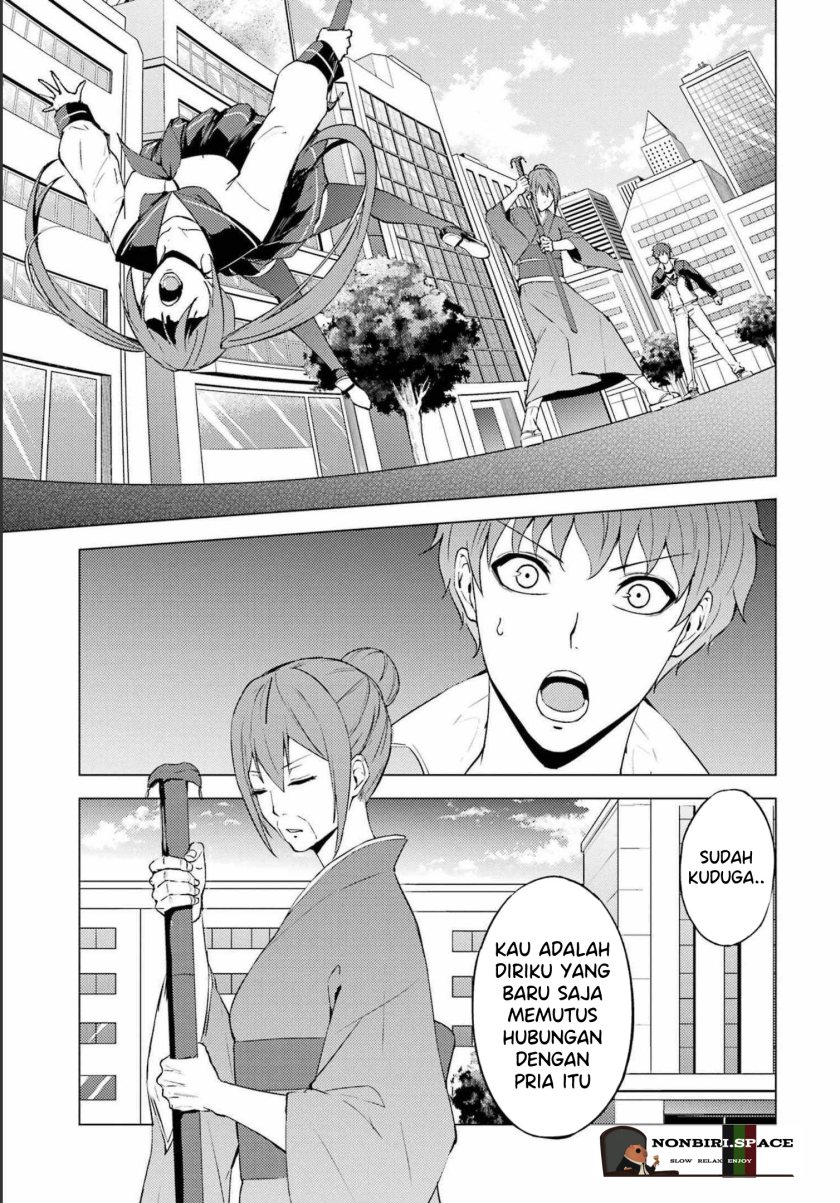 SUDAH
KUDUGA..
KAU ADALAH
DIRIKU YANG
BARU SAJA
MEMUTUS
HUBUNGAN
DENGAN
PRIA ITU
NONBIRI.SPACE
SLOW RELAX ENJOY